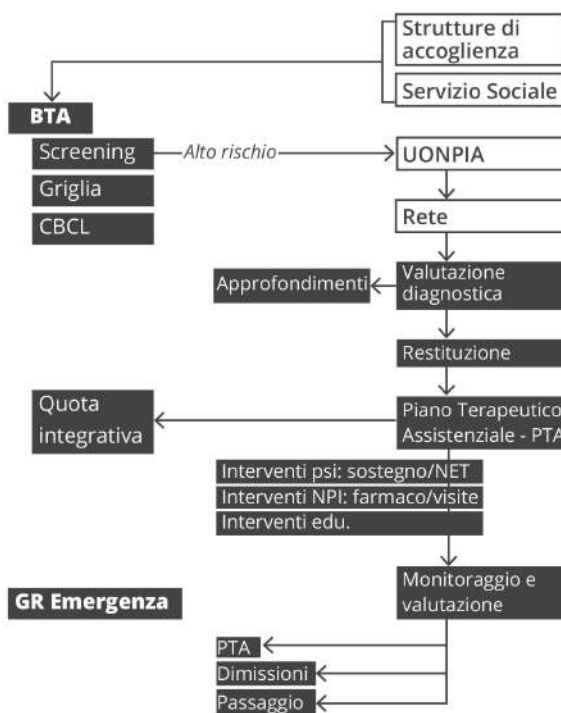 Strutture di
accoglienza
Servizio Sociale
BTA
Screening
Alto rischio
UONPIA
Griglia
CBCL
Rete
Approfondimenti
Valutazione
diagnostica
Restituzione
Quota
integrativa
Piano Terapeutico
Assistenziale - PTA
Interventi psi: sostegno/NET
Interventi NPI: farmaco/visite
Interventi edu.
Monitoraggio e
valutazione
GR Emergenza
PTA
Dimissioni
Passaggio